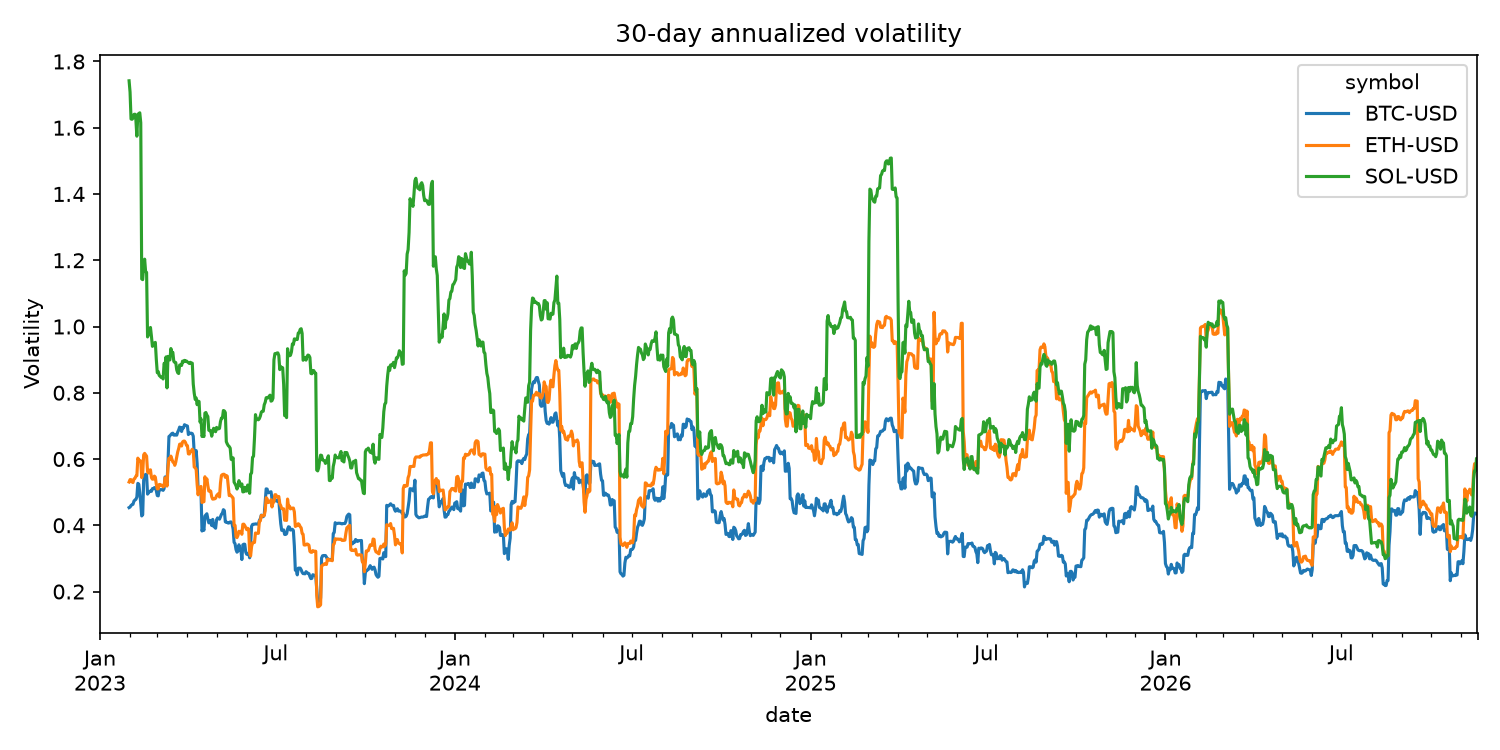 30-day annualized volatility
symbol
BTC-USD
ETH-USD
SOL-USD
Volatility
1.8
1.6
1.4
1.2
1.0
0.8
0.6
0.4
0.2
Jan
2023
Jul
Jan
2024
Jul
Jan
2025
Jul
Jan
2026
Jul
date